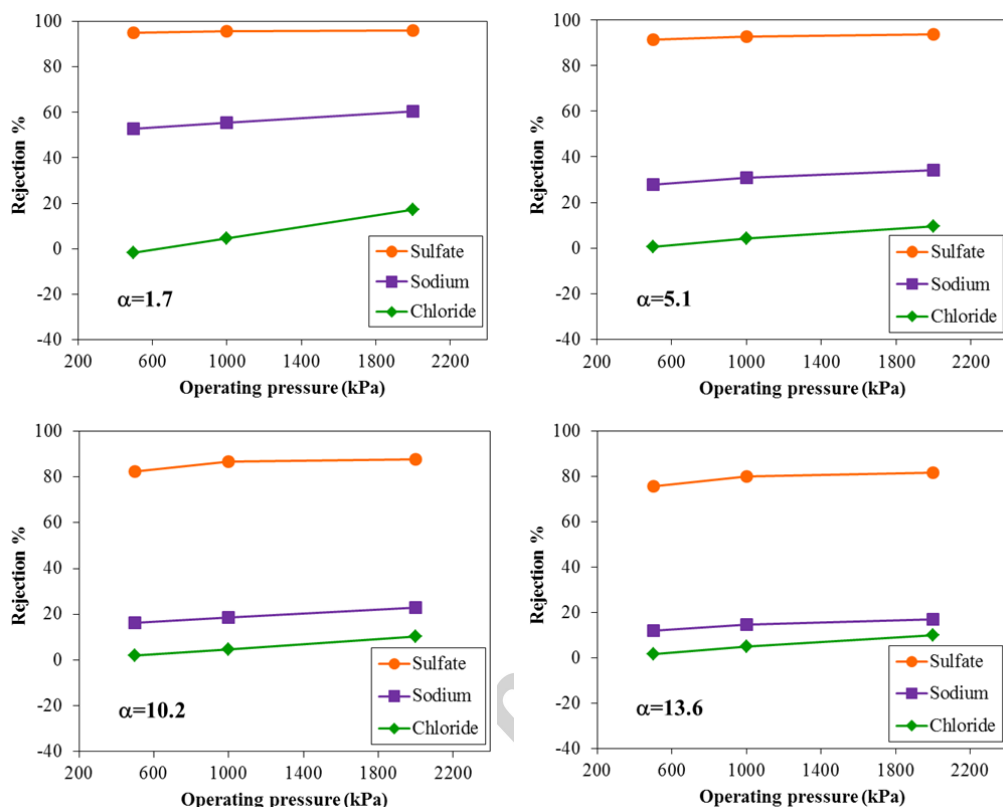 100
80
60
40
20
0
-20
-40
Rejection %
Sulfate
Sodium
Chloride
α=1.7
200 600 1000 1400 1800 2200
Operating pressure (kPa)
100
80
60
40
20
0
-20
-40
Rejection %
Sulfate
Sodium
Chloride
α=5.1
200 600 1000 1400 1800 2200
Operating pressure (kPa)
100
80
60
40
20
0
-20
-40
Rejection %
Sulfate
Sodium
Chloride
α=10.2
200 600 1000 1400 1800 2200
Operating pressure (kPa)
100
80
60
40
20
0
-20
-40
Rejection %
Sulfate
Sodium
Chloride
α=13.6
200 600 1000 1400 1800 2200
Operating pressure (kPa)